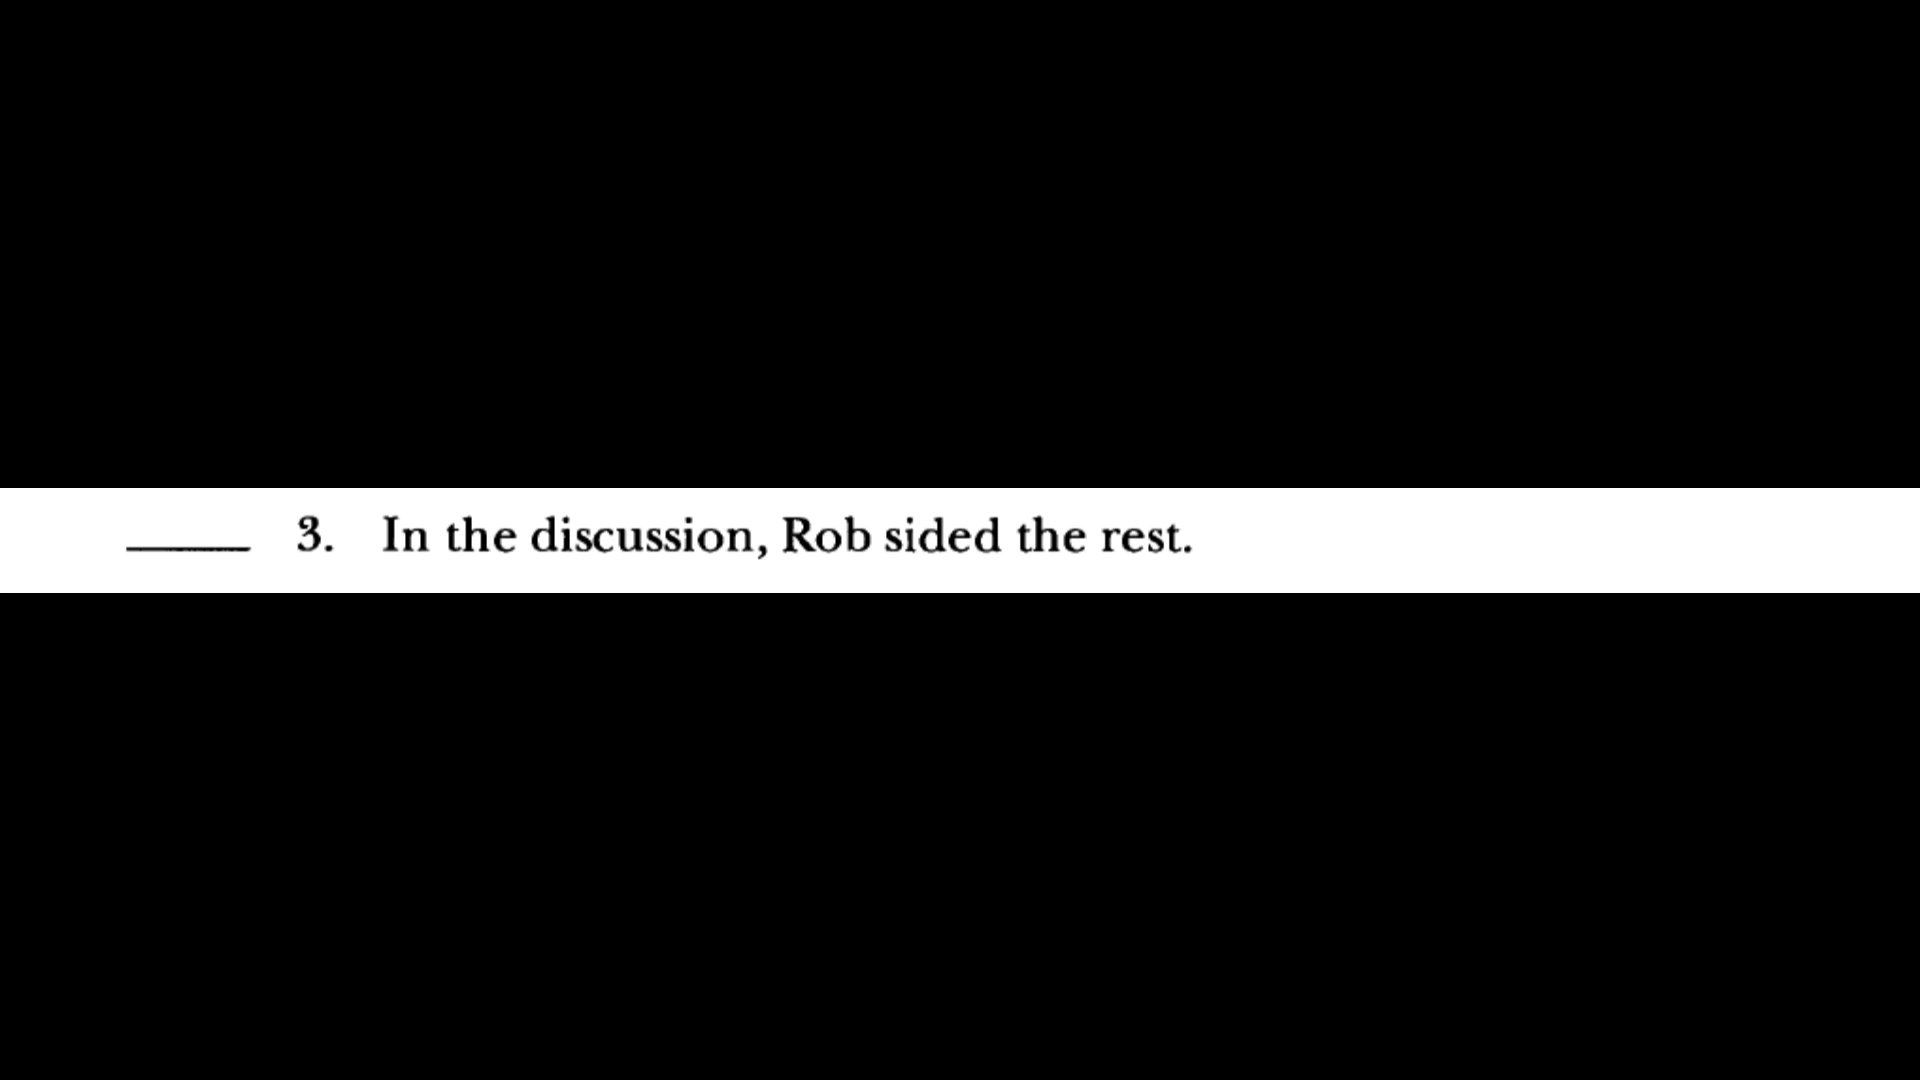 _____ 3. In the discussion, Rob sided the rest.